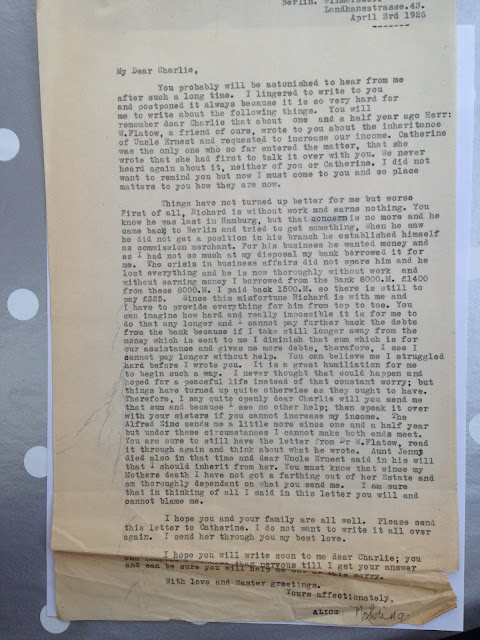 Berlin.
Landhausstrasse.43.
April 3rd 1926
My Dear Charlie,
You probably will be astonished to hear from me
after such a long time. I lingered to write to you
and postponed it always because it is so very hard for
me to write about the following things. You will
remember dear Charlie that about one and a half year ago Herr:
W.Flatow, a friend of ours, wrote to you about the inheritance
of Uncle Ernest and requested to increase our income. Catherine
was the only one who so far entered the matter, that she
wrote that she had first to talk it over with you. We never
heard again about it, neither of you or Catherine. I did not
want to remind you but now I must come to you and so place
matters to you how they are now.
Things have not turned up better for me but worse
First of all, Richard is without work and earns nothing. You
know he was last in Hamburg, but that concern is no more and he
came back to Berlin and tried to get something, When he saw
he did not get a position in his branch he established himself
as commission merchant. For his business he wanted money and
as I had not so much at my disposal my bank borrowed it for
me. The crisis in business affairs did not spare him and he
lost everything and he is now thoroughly without work and
without earning money I borrowed from the Bank 8000.M. £1400
from these 8000.M. I paid back 1500.M. so there is still to
pay £325. Since this misfortune Richard is with me and
I have to provide everything for him from top to toe. You
can imagine how hard and really impossible it is for me to
do that any longer and I cannot pay further back the debts
from the bank because if I take still longer away from the
money which is sent to me I diminish that sum which is for
our assistance and gives me more debts, therefore, I see I
cannot pay longer without help. You can believe me I struggled
hard before I wrote you. It is a great humiliation for me
to begin such a way. I never thought that could happen and
hoped for a peaceful life instead of that constant worry; but
things have turned up quite otherwise as they ought to have.
Therefore, I say quite openly dear Charlie will you send me
that sum and because I see no other help; then speak it over
with your sisters if you cannot increase my income. The
Alfred Zinc sends me a little more since one and a half year
but under these circumstances I cannot make both ends meet.
You are sure to still have the letter from Mr W.Flatow, read
it through again and think about what he wrote. Aunt Janny
died also in that time and dear Uncle Ernest said in his will
that I should inherit from her. You must know that since my
Mothers death I have not got a farthing out of her Estate and
am thoroughly dependent on what you send me. I am sure
that in thinking of all I said in this letter you will and
cannot blame me.
I hope you and your family are all well. Please send
this letter to Catherine. I do not want to write it all over
again. I send her through you my best love.
I hope you will write soon to me dear Charlie; you
nervous till I get your answer
and can be sure you will help me out of this worry.
With love and Easter greetings.
Yours affectionately,
ALICE